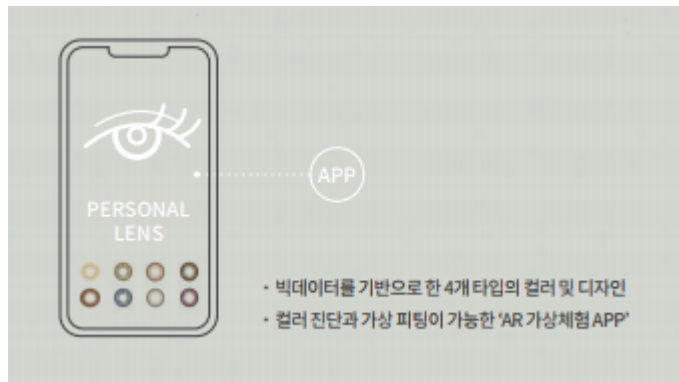 APP
PERSONAL
LENS
· 빅데이터를 기반으로 한 4개 타입의 컬러 및 디자인
· 컬러 진단과 가상 피팅이 가능한 ‘AR 가상체험 APP’